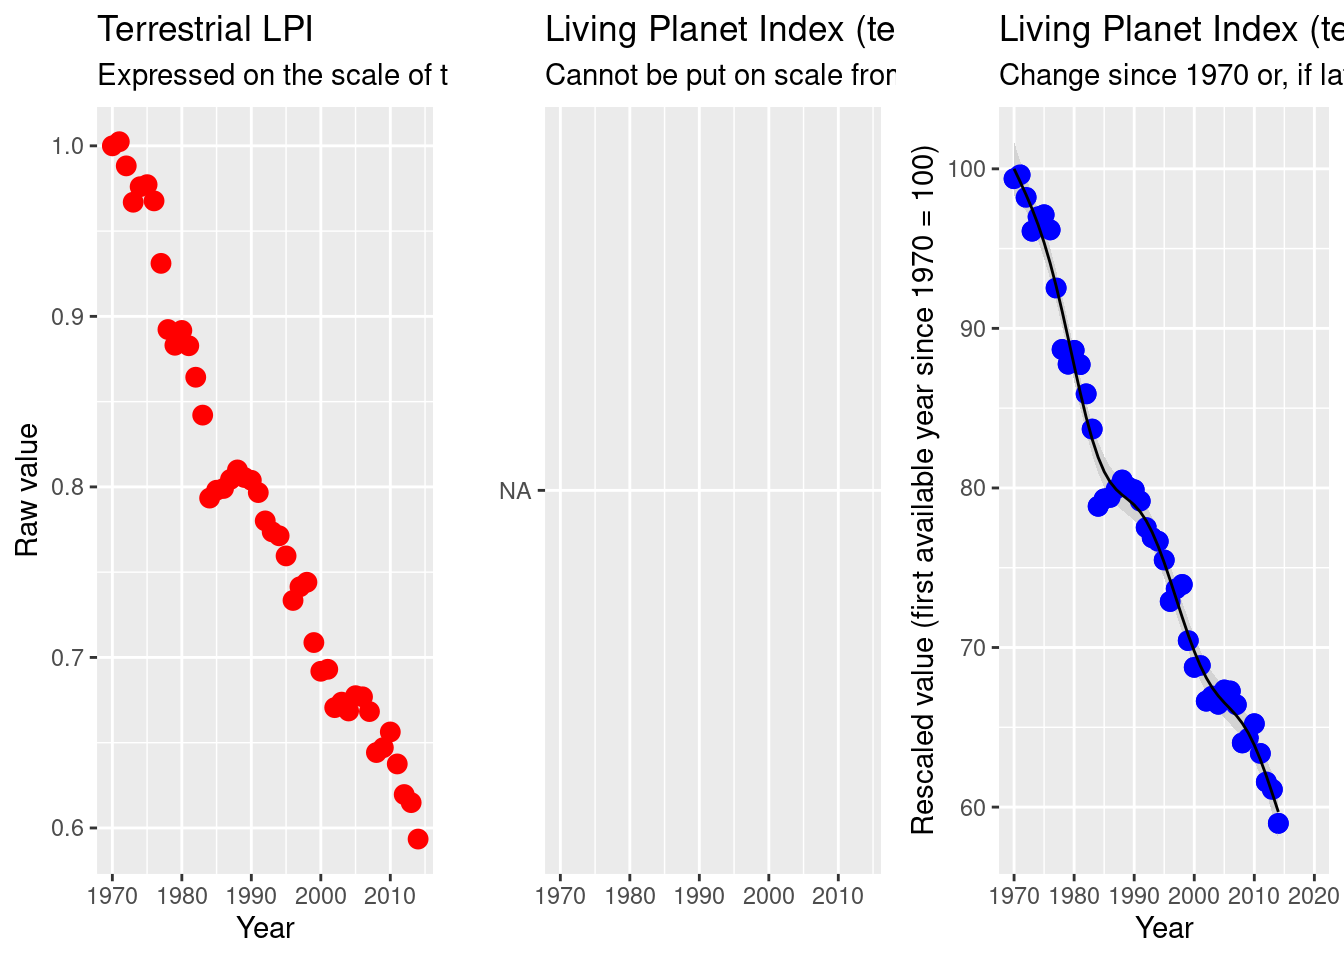 Terrestrial LPI
Expressed on the scale of t
1.0
0.9
0.8
0.7
0.6
Raw value
1970 1980 1990 2000 2010
Year
Living Planet Index (te
Cannot be put on scale from
NA
1970 1980 1990 2000 2010
Living Planet Index (te
Change since 1970 or, if la
100
90
80
70
60
Rescaled value (first available year since 1970 = 100)
1970 1980 1990 2000 2010 2020
Year